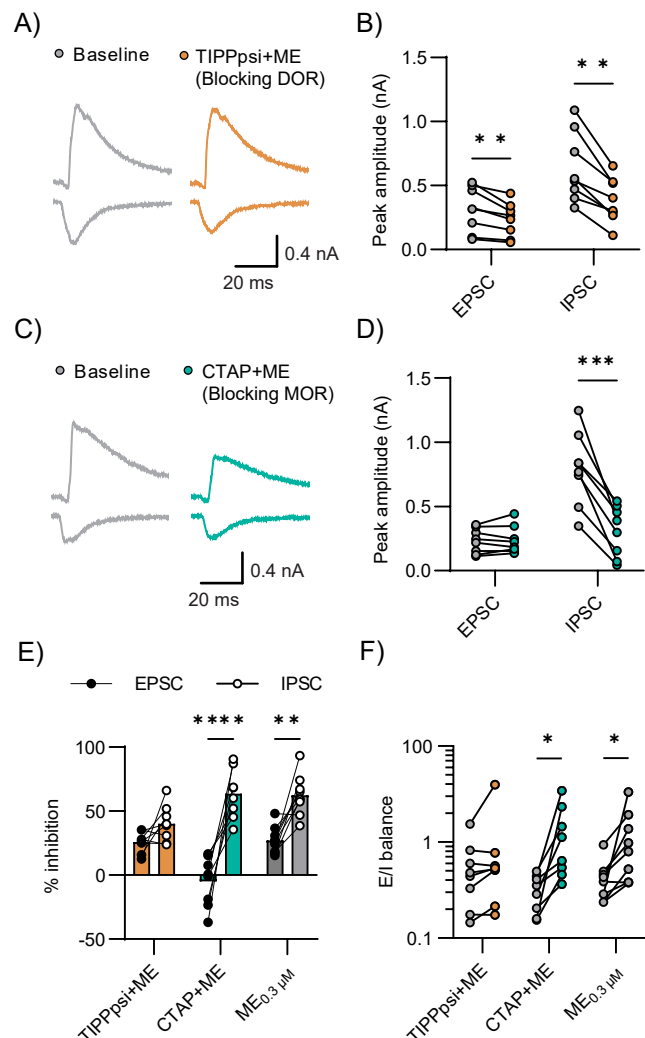 A)
Baseline
TIPPpsi+ME
(Blocking DOR)
0.4 nA
20 ms
B)
Peak amplitude (nA)
1.5
1.0
0.5
0.0
* *
* *
EPSC
IPSC
C)
Baseline
CTAP+ME
(Blocking MOR)
0.4 nA
20 ms
D)
Peak amplitude (nA)
1.5
1.0
0.5
0.0
***
EPSC
IPSC
E)
EPSC
IPSC
% inhibition
100
50
0
-50
****
**
TIPPpsi+ME
CTAP+ME
ME0.3 µM
F)
E/I balance
100
1
0.1
*
*
TIPPpsi+ME
CTAP+ME
ME0.3 µM